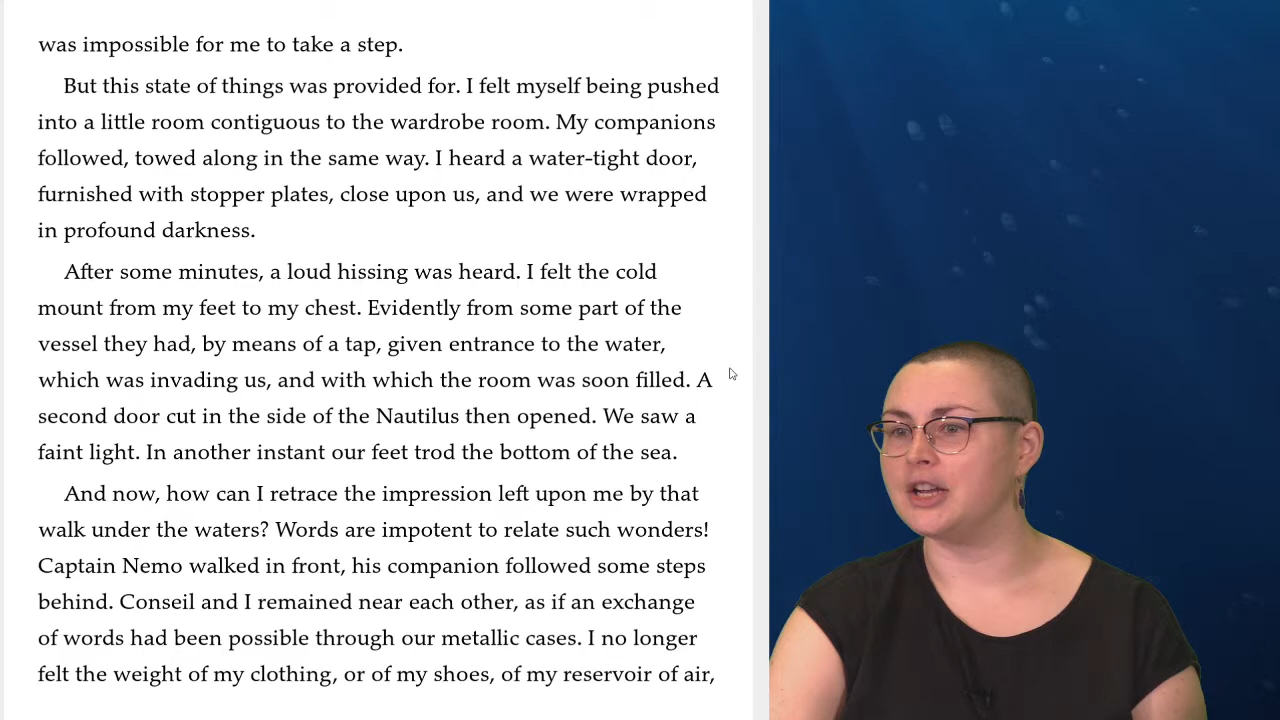 was impossible for me to take a step.
But this state of things was provided for. I felt myself being pushed
into a little room contiguous to the wardrobe room. My companions
followed, towed along in the same way. I heard a water-tight door,
furnished with stopper plates, close upon us, and we were wrapped
in profound darkness.
After some minutes, a loud hissing was heard. I felt the cold
mount from my feet to my chest. Evidently from some part of the
vessel they had, by means of a tap, given entrance to the water,
which was invading us, and with which the room was soon filled. A
second door cut in the side of the Nautilus then opened. We saw a
faint light. In another instant our feet trod the bottom of the sea.
And now, how can I retrace the impression left upon me by that
walk under the waters? Words are impotent to relate such wonders!
Captain Nemo walked in front, his companion followed some steps
behind. Conseil and I remained near each other, as if an exchange
of words had been possible through our metallic cases. I no longer
felt the weight of my clothing, or of my shoes, of my reservoir of air,